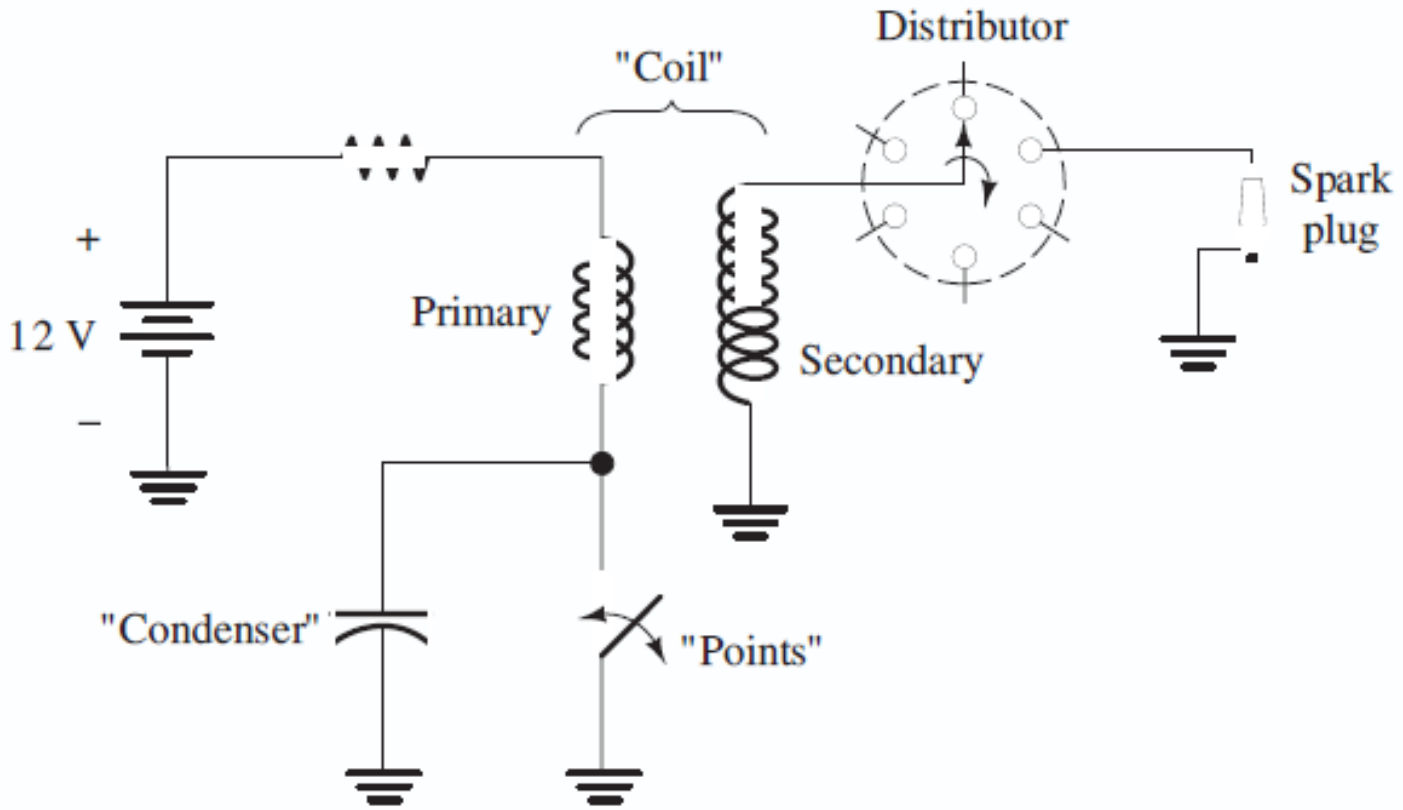 Distributor
"Coil"
Spark
plug
+
12 V
−
Primary
Secondary
"Condenser"
"Points"